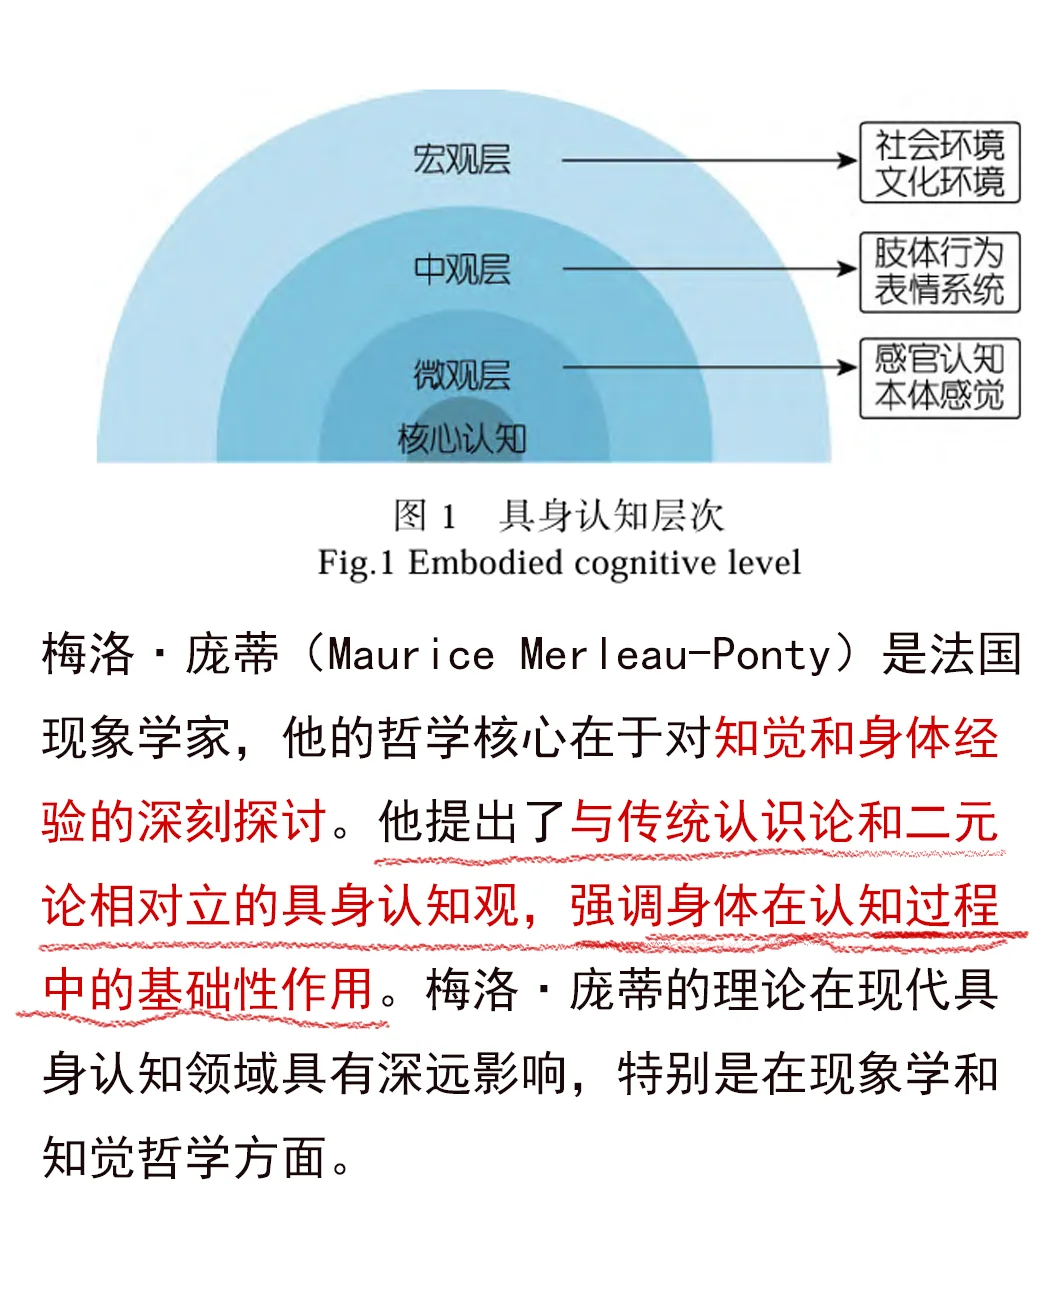 宏观层
社会环境
文化环境
中观层
肢体行为
表情系统
微观层
感官认知
本体感觉
核心认知
图 1 具身认知层次
Fig.1 Embodied cognitive level
梅洛·庞蒂（Maurice Merleau-Ponty）是法国
现象学家，他的哲学核心在于对知觉和身体经
验的深刻探讨。他提出了与传统认识论和二元
论相对立的具身认知观，强调身体在认知过程
中的基础性作用。梅洛·庞蒂的理论在现代具
身认知领域具有深远影响，特别是在现象学和
知觉哲学方面。